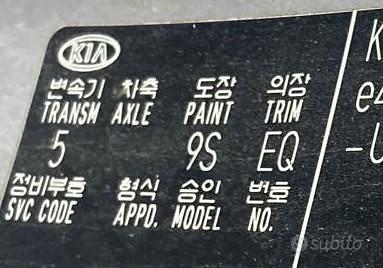 KIA
변속기 차축 도장 의장
TRANSM AXLE PAINT TRIM
5 9S EQ
정비부호 형식 승인 번호
SVC CODE APPD. MODEL NO.
K
e4
-U
subito